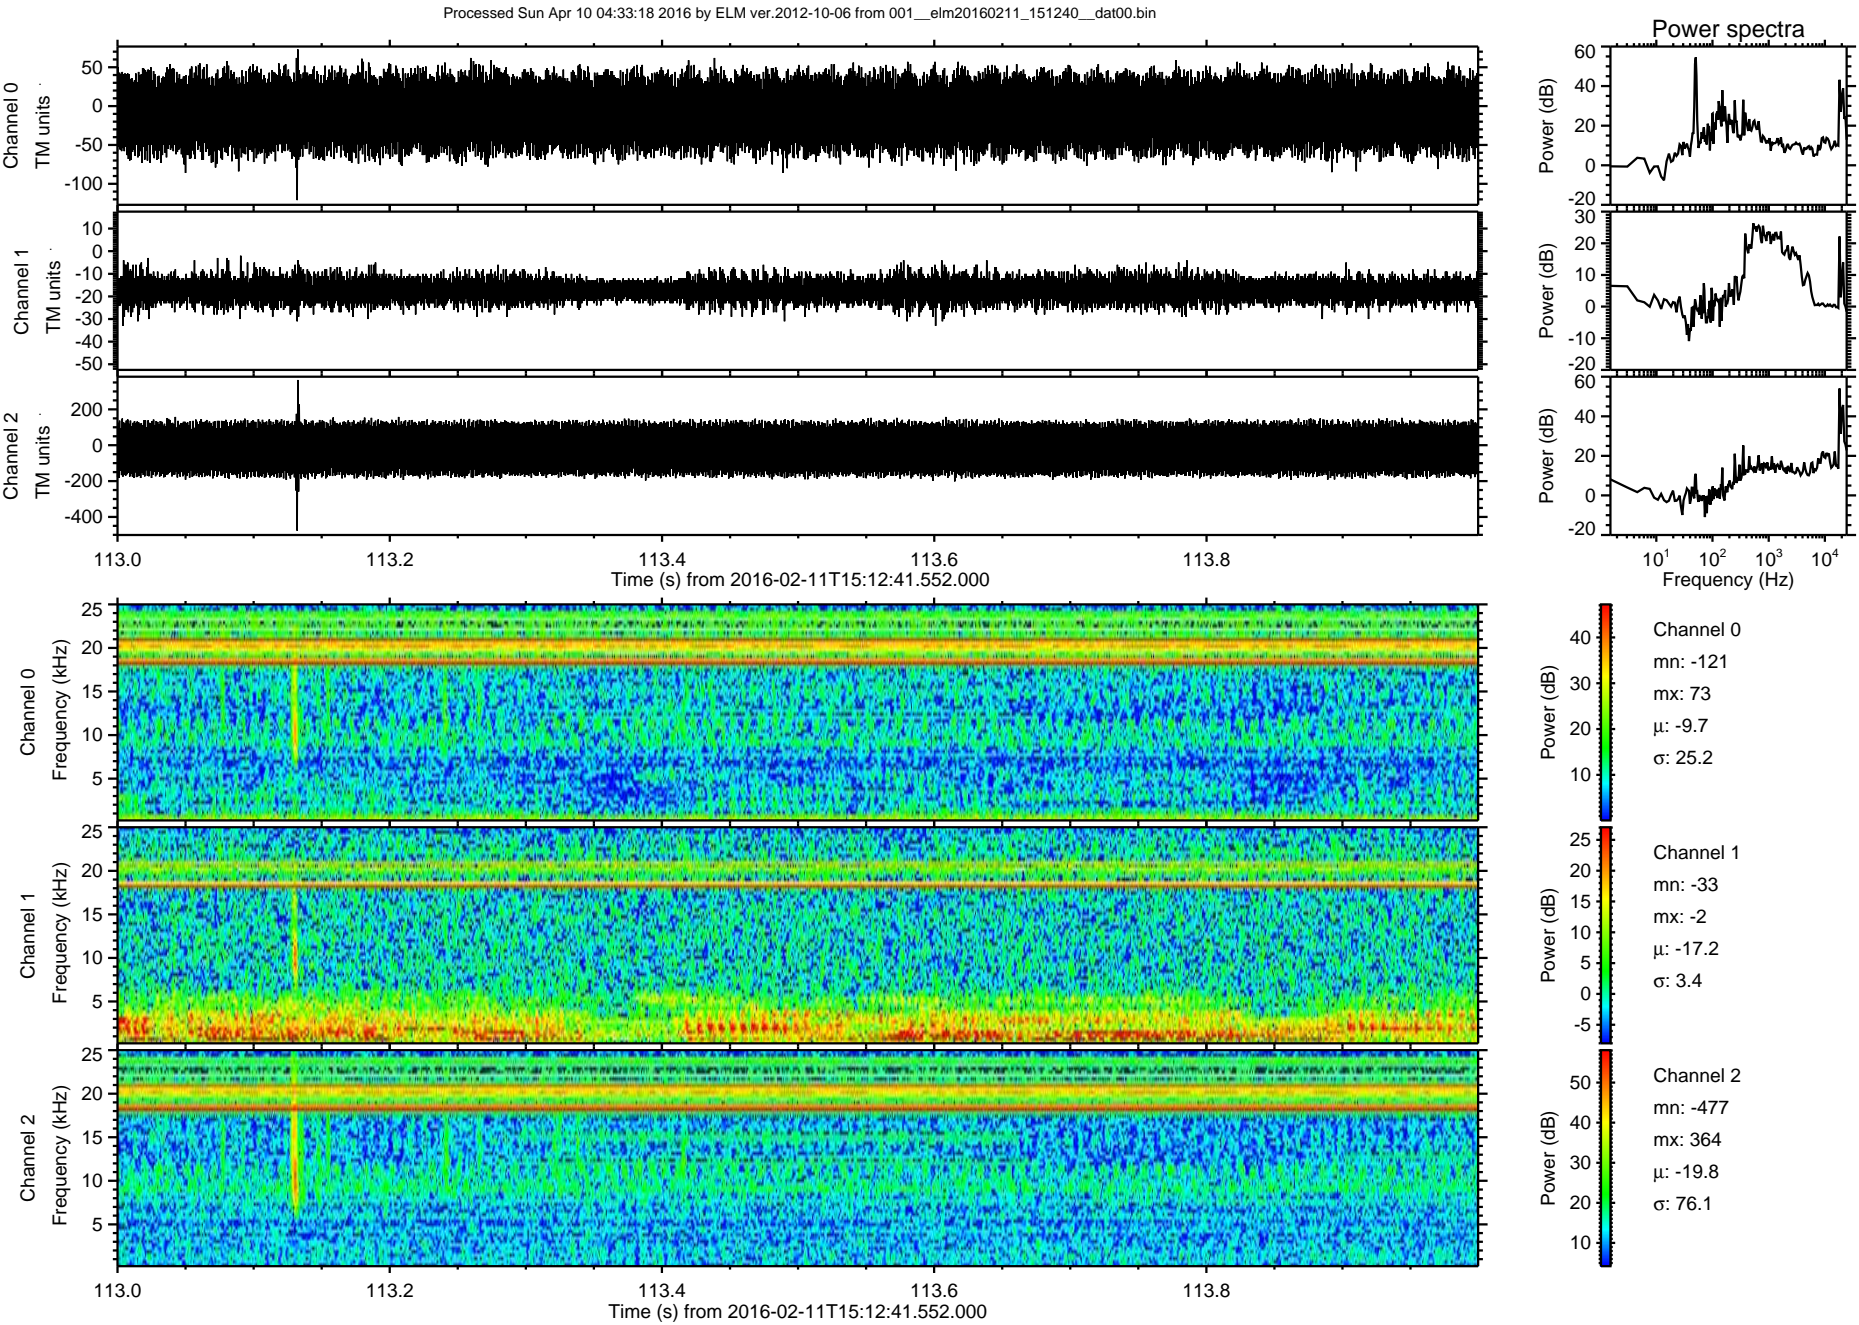 Processed Sun Apr 10 04:33:18 2016 by ELM ver.2012-10-06 from 001__elm20160211_151240__dat00.bin
Power spectra
Channel 0
TM units
50
0
-50
-100
Power (dB)
60
40
20
0
-20
Channel 1
TM units
10
0
-10
-20
-30
-40
-50
Power (dB)
30
20
10
0
-10
-20
Channel 2
TM units
200
0
-200
-400
Power (dB)
60
40
20
0
-20
113.0 113.2 113.4 113.6 113.8
Time (s) from 2016-02-11T15:12:41.552.000
10¹ 10² 10³ 10⁴
Frequency (Hz)
Channel 0
Frequency (kHz)
25
20
15
10
5
Power (dB)
40
30
20
10
Channel 0
mn: -121
mx: 73
μ: -9.7
σ: 25.2
Channel 1
Frequency (kHz)
25
20
15
10
5
Power (dB)
25
20
15
10
5
0
-5
Channel 1
mn: -33
mx: -2
μ: -17.2
σ: 3.4
Channel 2
Frequency (kHz)
25
20
15
10
5
Power (dB)
50
40
30
20
10
Channel 2
mn: -477
mx: 364
μ: -19.8
σ: 76.1
113.0 113.2 113.4 113.6 113.8
Time (s) from 2016-02-11T15:12:41.552.000